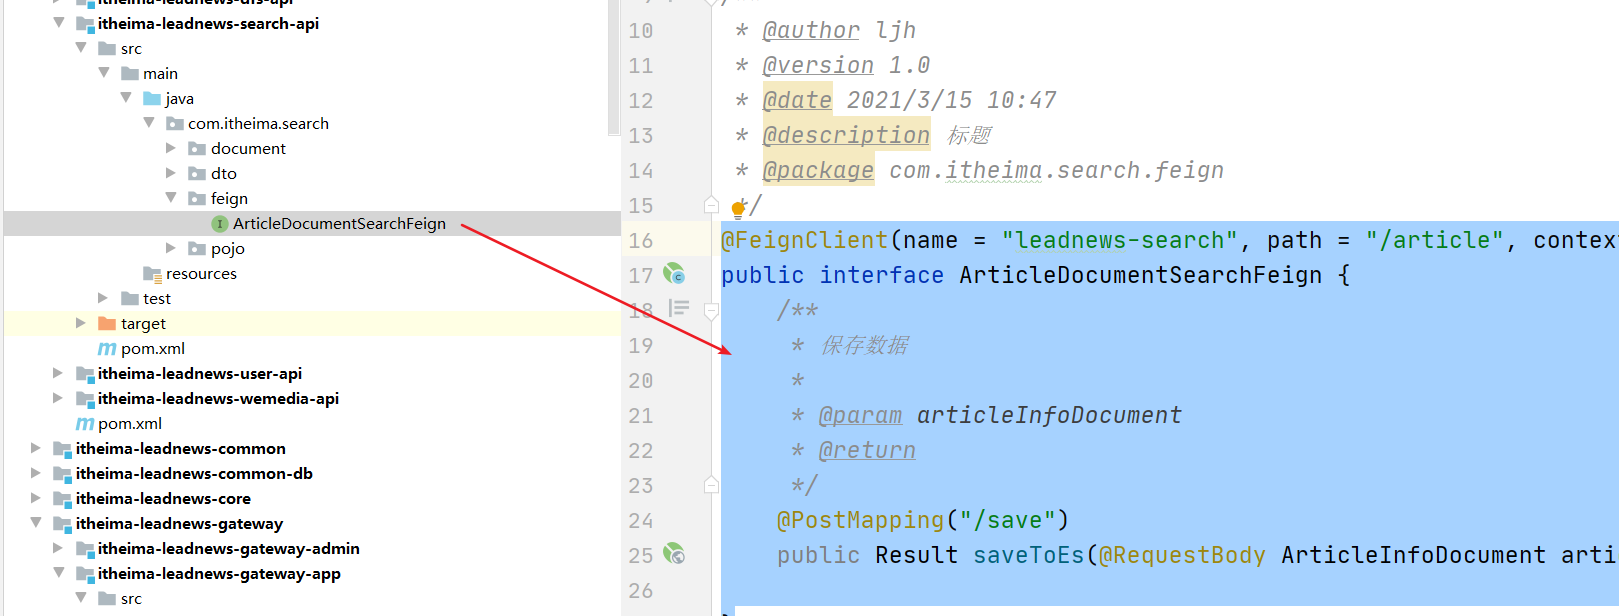 itheima-leadnews-dfs-api
itheima-leadnews-search-api
src
main
java
com.itheima.search
document
dto
feign
ArticleDocumentSearchFeign
pojo
resources
test
target
pom.xml
itheima-leadnews-user-api
itheima-leadnews-wemedia-api
pom.xml
itheima-leadnews-common
itheima-leadnews-common-db
itheima-leadnews-core
itheima-leadnews-gateway
itheima-leadnews-gateway-admin
itheima-leadnews-gateway-app
src
10 * @author ljh
11 * @version 1.0
12 * @date 2021/3/15 10:47
13 * @description 标题
14 * @package com.itheima.search.feign
15 */
16 @FeignClient(name = "leadnews-search", path = "/article", contex
17 public interface ArticleDocumentSearchFeign {
18 /**
19 * 保存数据
20 *
21 * @param articleInfoDocument
22 * @return
23 */
24 @PostMapping("/save")
25 public Result saveToEs(@RequestBody ArticleInfoDocument arti
26